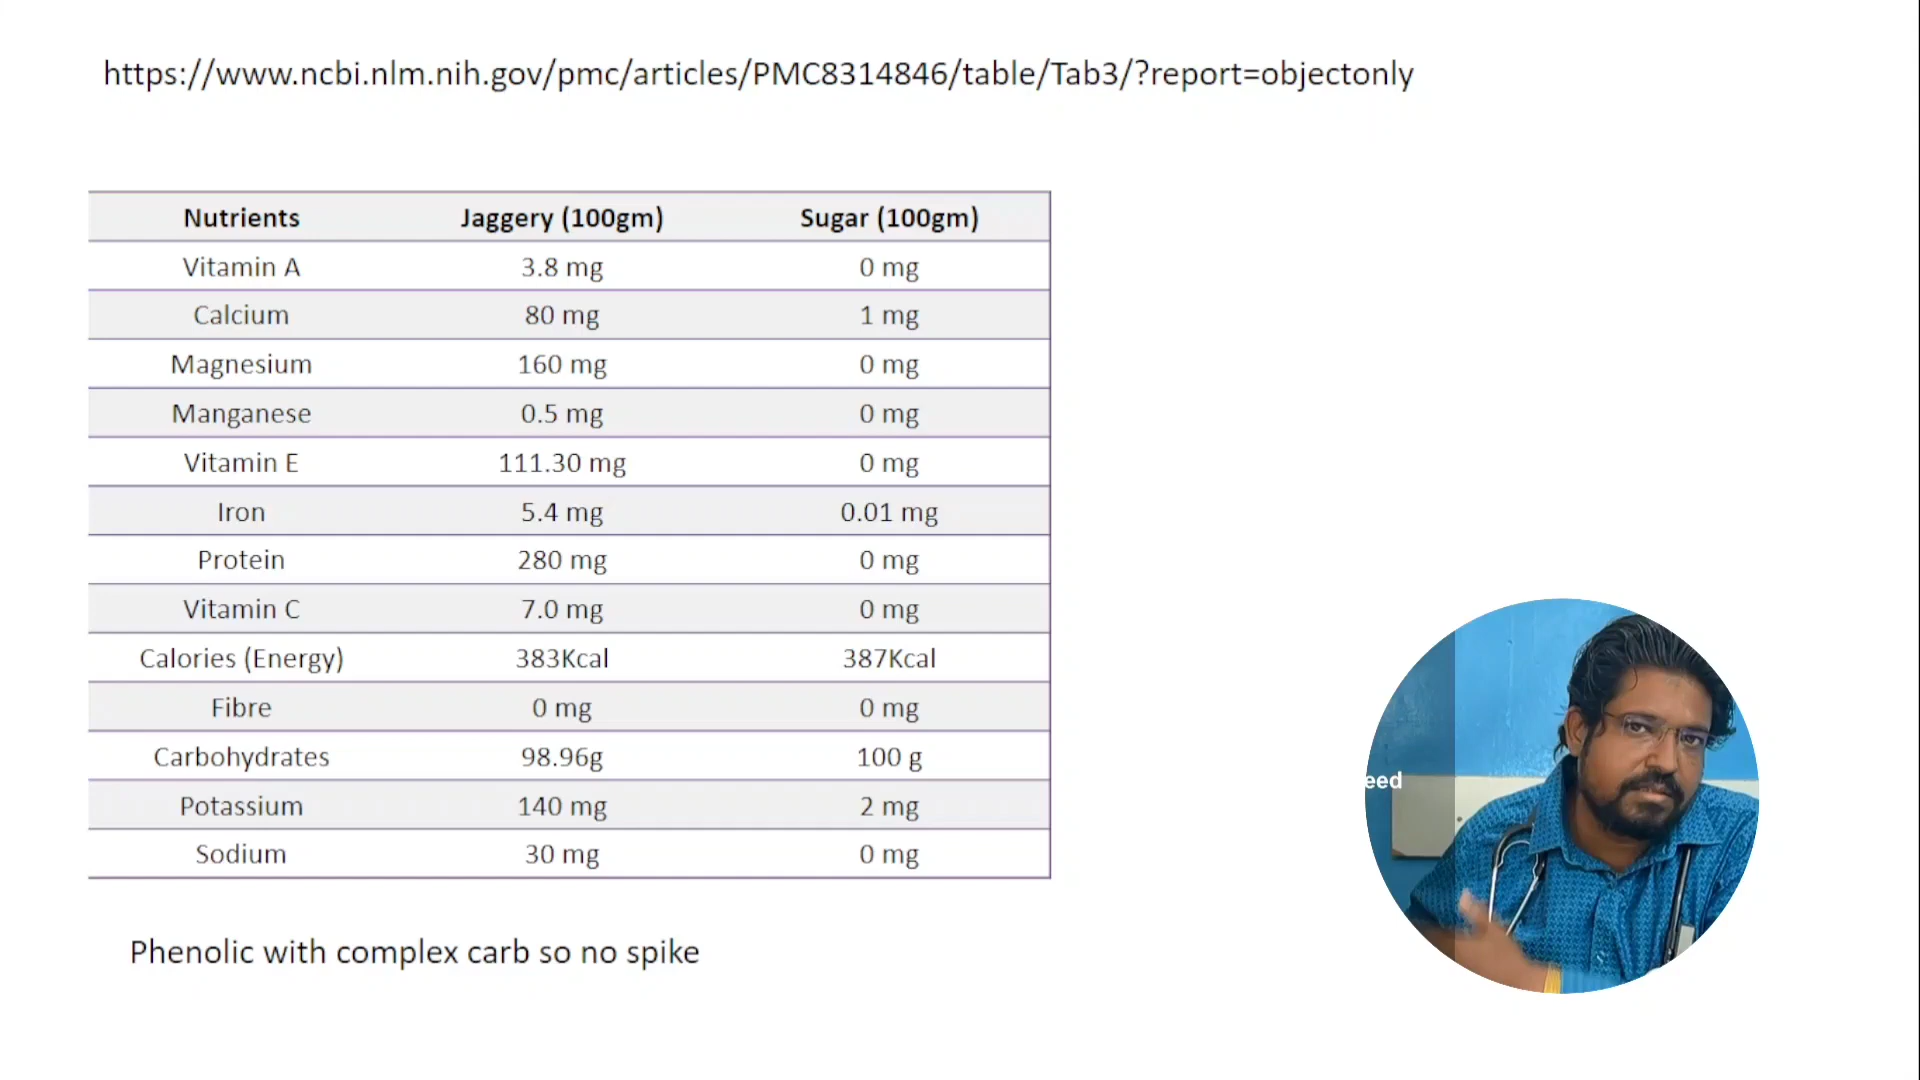 https://www.ncbi.nlm.nih.gov/pmc/articles/PMC8314846/table/Tab3/?report=objectonly
Nutrients Jaggery (100gm) Sugar (100gm)
Vitamin A 3.8 mg 0 mg
Calcium 80 mg 1 mg
Magnesium 160 mg 0 mg
Manganese 0.5 mg 0 mg
Vitamin E 111.30 mg 0 mg
Iron 5.4 mg 0.01 mg
Protein 280 mg 0 mg
Vitamin C 7.0 mg 0 mg
Calories (Energy) 383Kcal 387Kcal
Fibre 0 mg 0 mg
Carbohydrates 98.96g 100 g
Potassium 140 mg 2 mg
Sodium 30 mg 0 mg
eed
Phenolic with complex carb so no spike